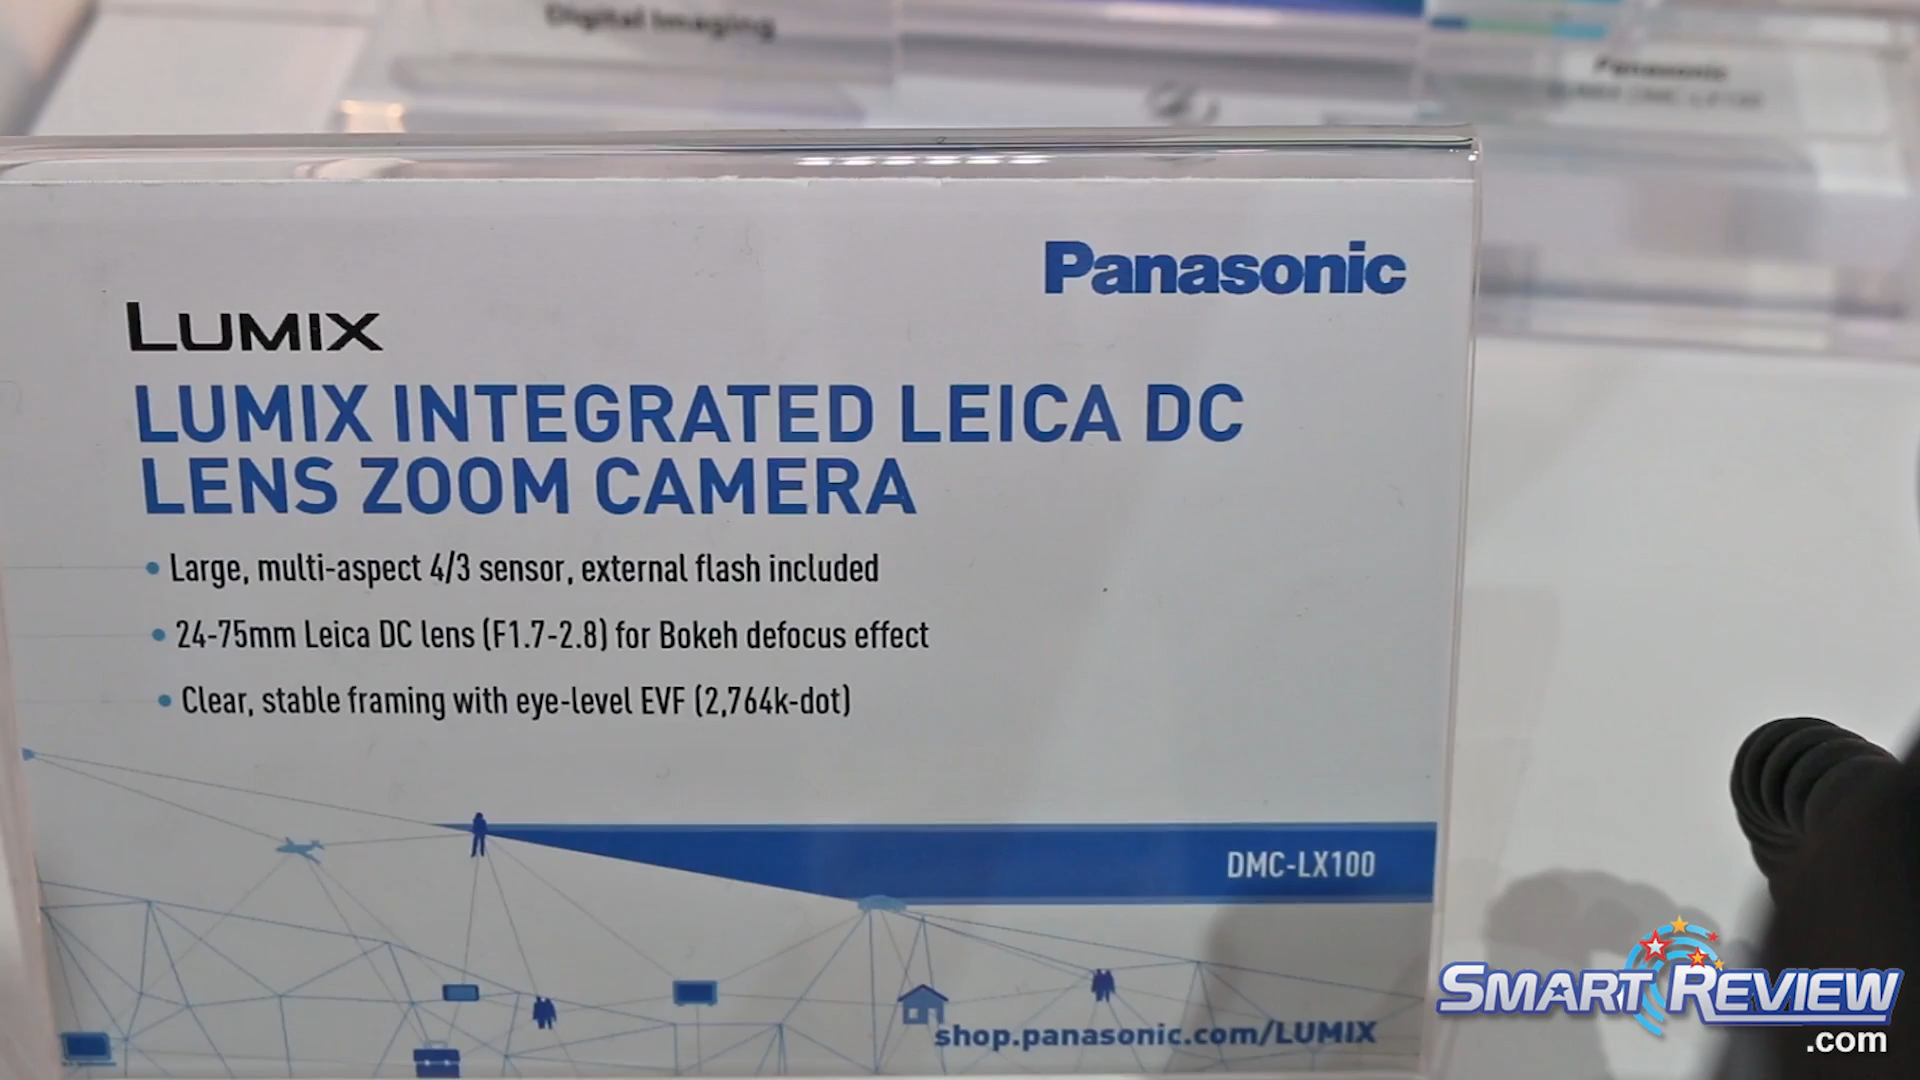 Digital Imaging
Panasonic
Panasonic
LUMIX
LUMIX INTEGRATED LEICA DC
LENS ZOOM CAMERA
• Large, multi-aspect 4/3 sensor, external flash included
• 24-75mm Leica DC lens (F1.7-2.8) for Bokeh defocus effect
• Clear, stable framing with eye-level EVF (2,764k-dot)
DMC-LX100
shop.panasonic.com/LUMIX
SMART REVIEW
.com